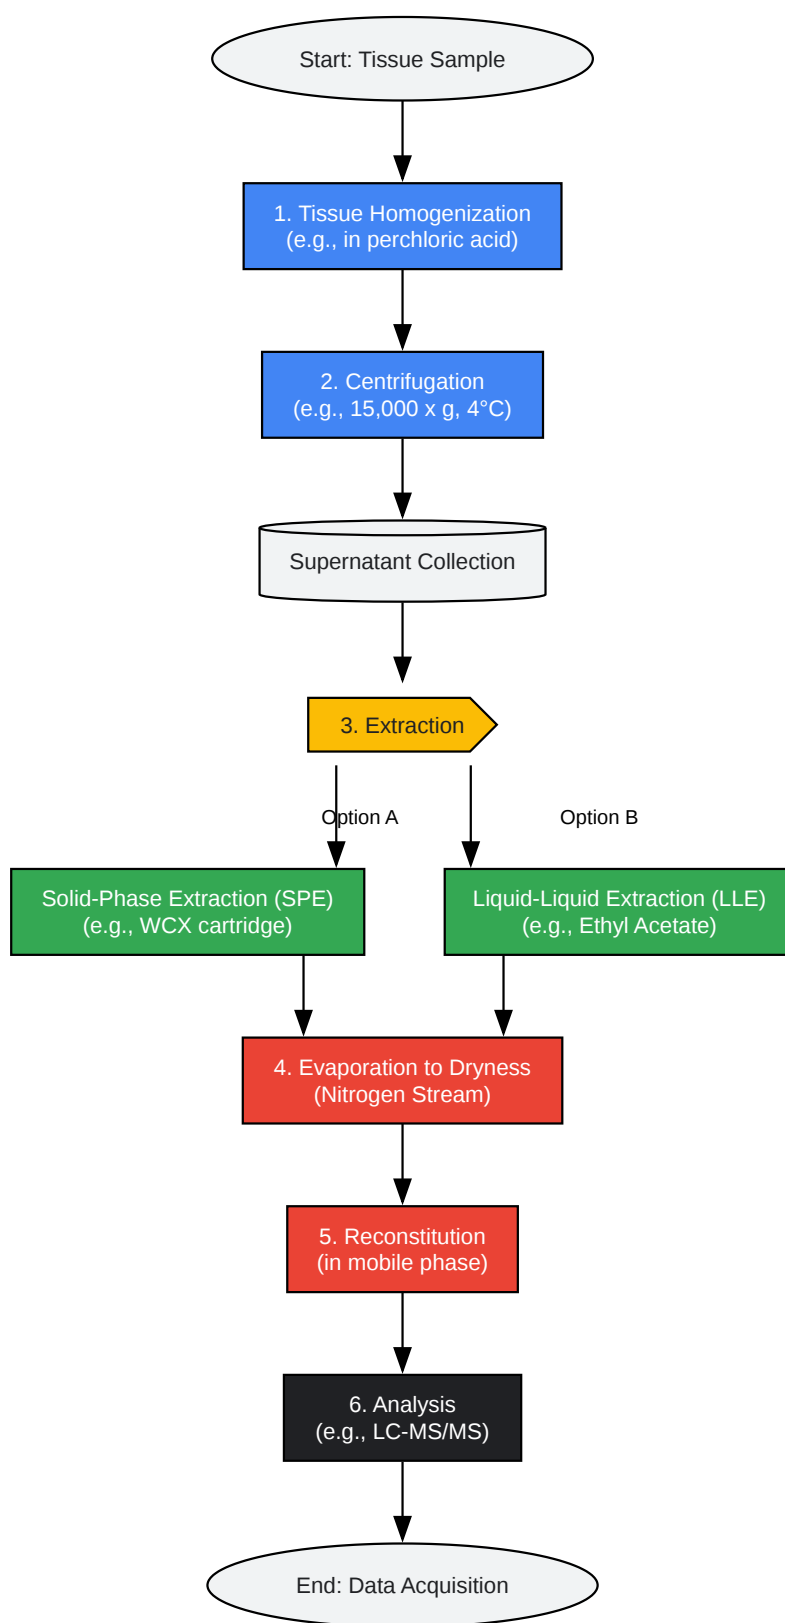 Start: Tissue Sample
1. Tissue Homogenization
(e.g., in perchloric acid)
2. Centrifugation
(e.g., 15,000 x g, 4°C)
Supernatant Collection
3. Extraction
Option A
Option B
Solid-Phase Extraction (SPE)
(e.g., WCX cartridge)
Liquid-Liquid Extraction (LLE)
(e.g., Ethyl Acetate)
4. Evaporation to Dryness
(Nitrogen Stream)
5. Reconstitution
(in mobile phase)
6. Analysis
(e.g., LC-MS/MS)
End: Data Acquisition